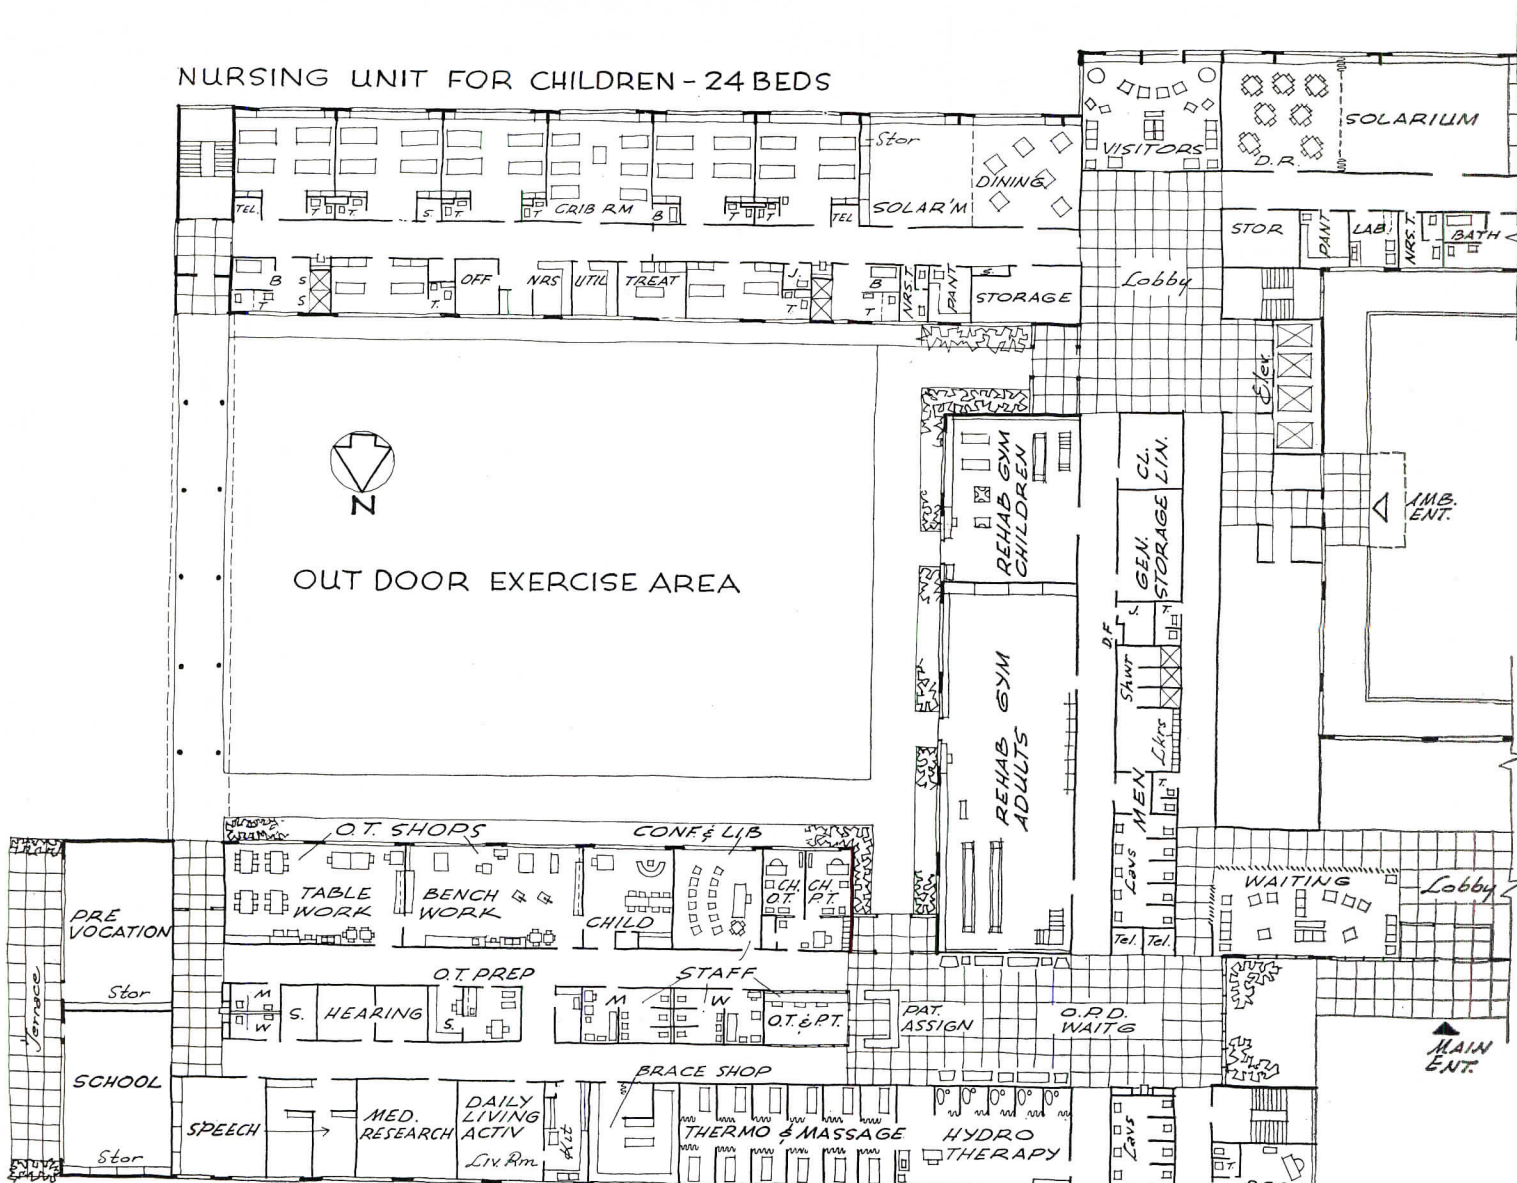 NURSING UNIT FOR CHILDREN - 24 BEDS
Stor
VISITORS
D.R.
SOLARIUM
DINING
SOLAR'M
TEL.
T
T.
S.
T
T
CRIB RM
B
T
T
TEL
STOR
PANT
LAB.
NRS. T.
BATH
B
S
S
T
T.
OFF
NRS
UTIL
TREAT
J.
T.
B
T
NRS. T
PANT
S.
STORAGE
Lobby
Elev.
N
OUT DOOR EXERCISE AREA
REHAB GYM
CHILDREN
CL.
LIN.
GEN.
STORAGE
AMB.
ENT.
J.
T.
D.F
Shwr
Lkrs
REHAB GYM
ADULTS
MEN
T.
Lavs
Tel.
Tel.
O.T. SHOPS
CONF. & LIB
TABLE
WORK
BENCH
WORK
CHILD
CH.
O.T.
CH.
P.T.
WAITING
Lobby
PRE
VOCATION
Stor
Terrace
O.T. PREP
STAFF
M
W
S.
HEARING
S.
M
W
O.T. & P.T.
PAT.
ASSIGN
O.P.D.
WAIT'G
MAIN
ENT.
SCHOOL
Stor
BRACE SHOP
SPEECH
MED.
RESEARCH
DAILY
LIVING
ACTIV
Liv. Rm
Kit
THERMO & MASSAGE
HYDRO
THERAPY
Lavs
T.